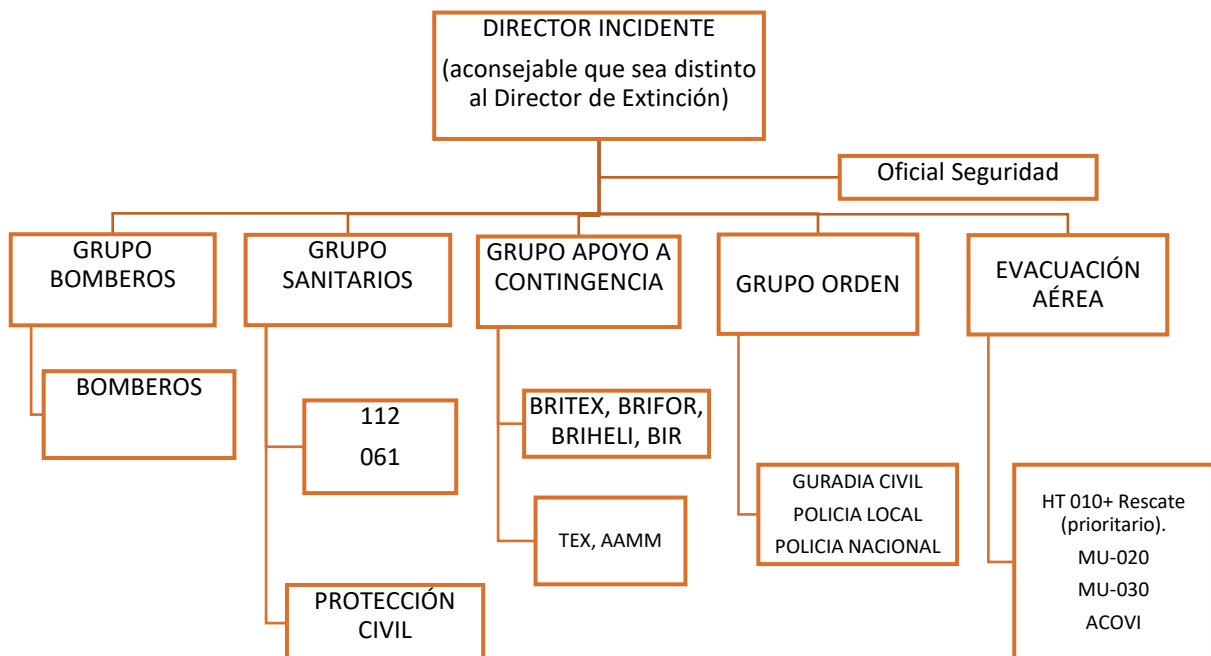 DIRECTOR INCIDENTE
(aconsejable que sea distinto
al Director de Extinción)
Oficial Seguridad
GRUPO
BOMBEROS
GRUPO
SANITARIOS
GRUPO APOYO A
CONTINGENCIA
GRUPO ORDEN
EVACUACIÓN
AÉREA
BOMBEROS
112
061
PROTECCIÓN
CIVIL
BRITEX, BRIFOR,
BRIHELI, BIR
TEX, AAMM
GURADIA CIVIL
POLICIA LOCAL
POLICIA NACIONAL
HT 010+ Rescate
(prioritario).
MU-020
MU-030
ACOVI